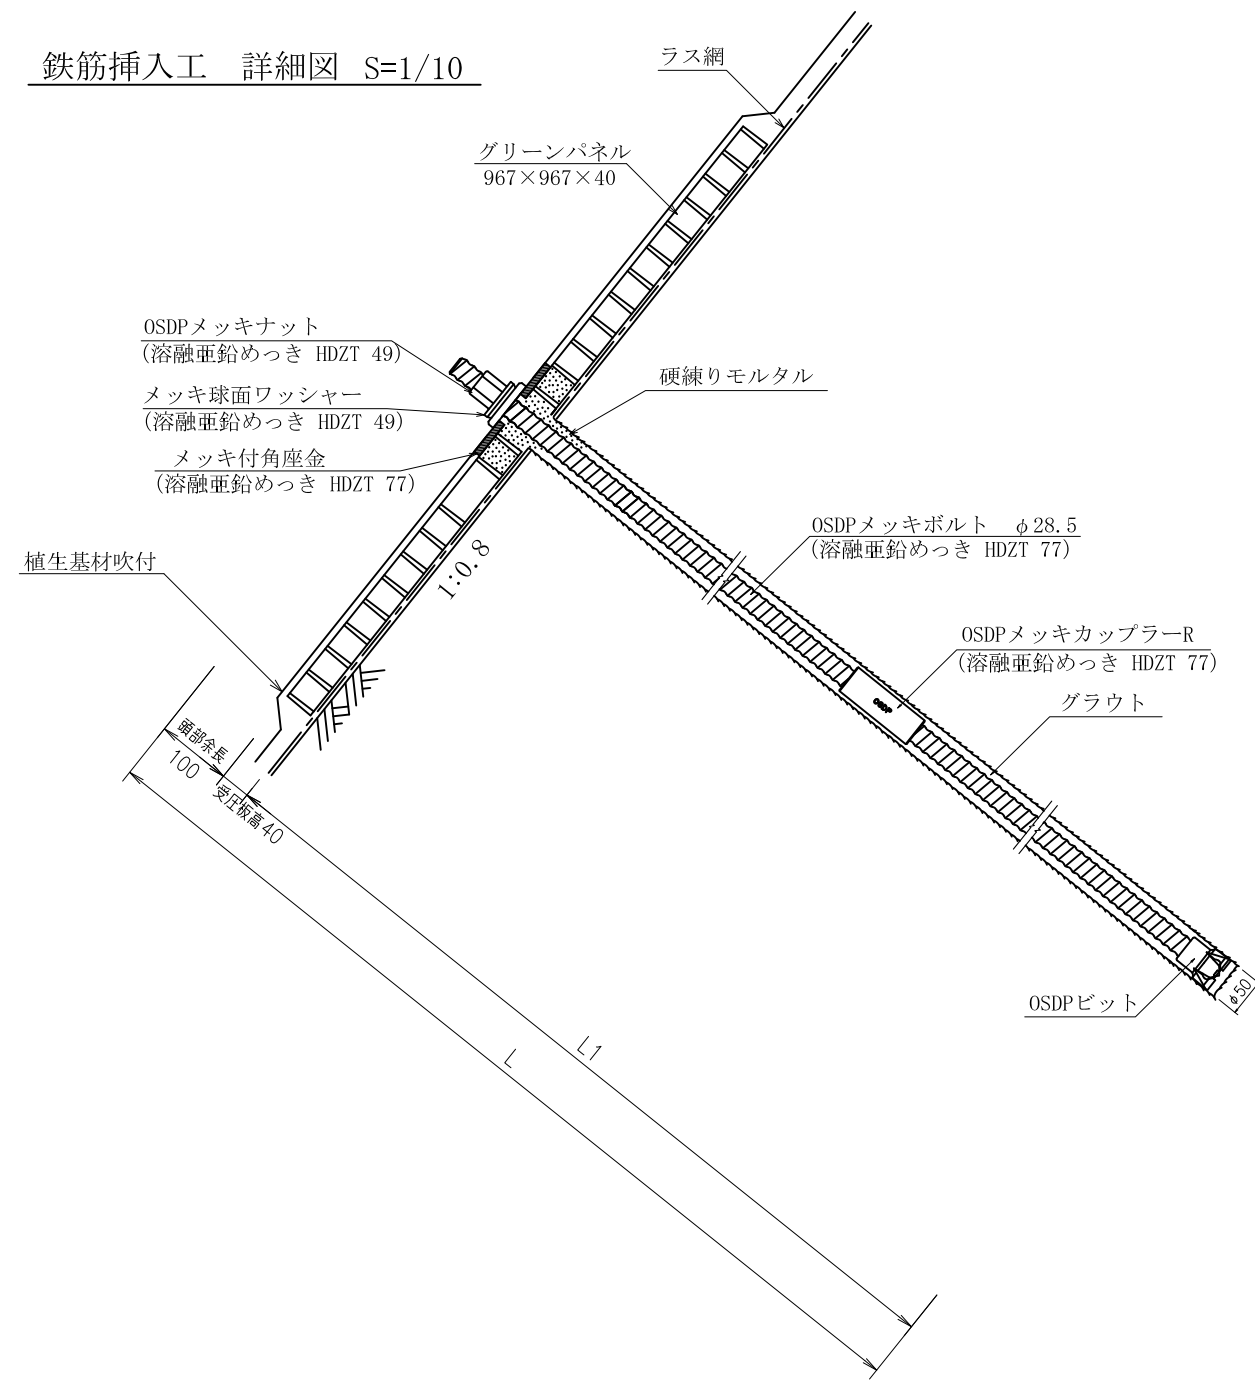 鉄筋挿入工 詳細図 S=1/10
ラス網
グリーンパネル
967×967×40
OSDPメッキナット
(溶融亜鉛めっき HDZT 49)
メッキ球面ワッシャー
(溶融亜鉛めっき HDZT 49)
メッキ付角座金
(溶融亜鉛めっき HDZT 77)
硬練りモルタル
OSDPメッキボルト φ28.5
(溶融亜鉛めっき HDZT 77)
植生基材吹付
1:0.8
OSDPメッキカップラーR
(溶融亜鉛めっき HDZT 77)
OSDP
グラウト
頭部余長
100
受圧板高40
OSDPビット
φ50
L1
L